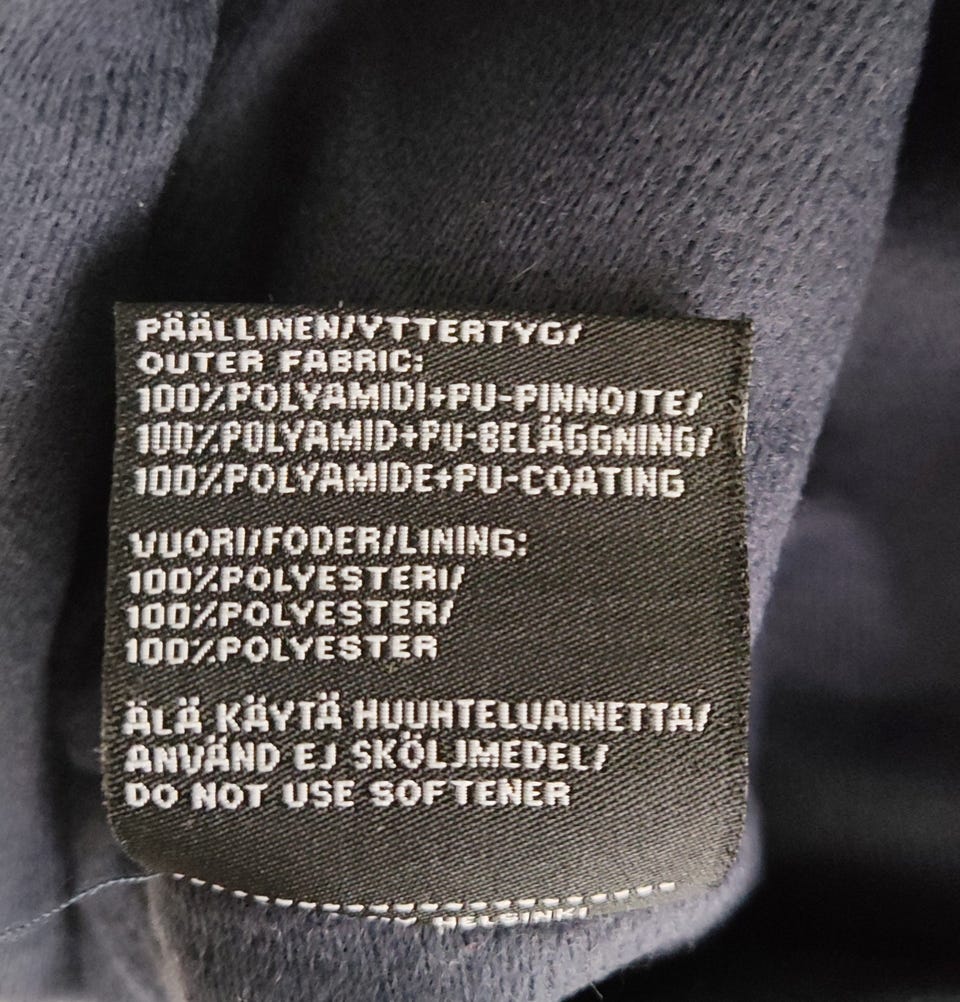 PÄÄLLINEN/YTTERTYG/
OUTER FABRIC:
100%POLYAMIDI+PU-PINNOITE/
100%POLYAMID+PU-BELÄGGNING/
100%POLYAMIDE+PU-COATING
VUORI/FODER/LINING:
100%POLYESTERI/
100%POLYESTER/
100%POLYESTER
ÄLÄ KÄYTÄ HUUHTELUAINETTA/
ANVÄND EJ SKÖLJMEDEL/
DO NOT USE SOFTENER
HELSINKI